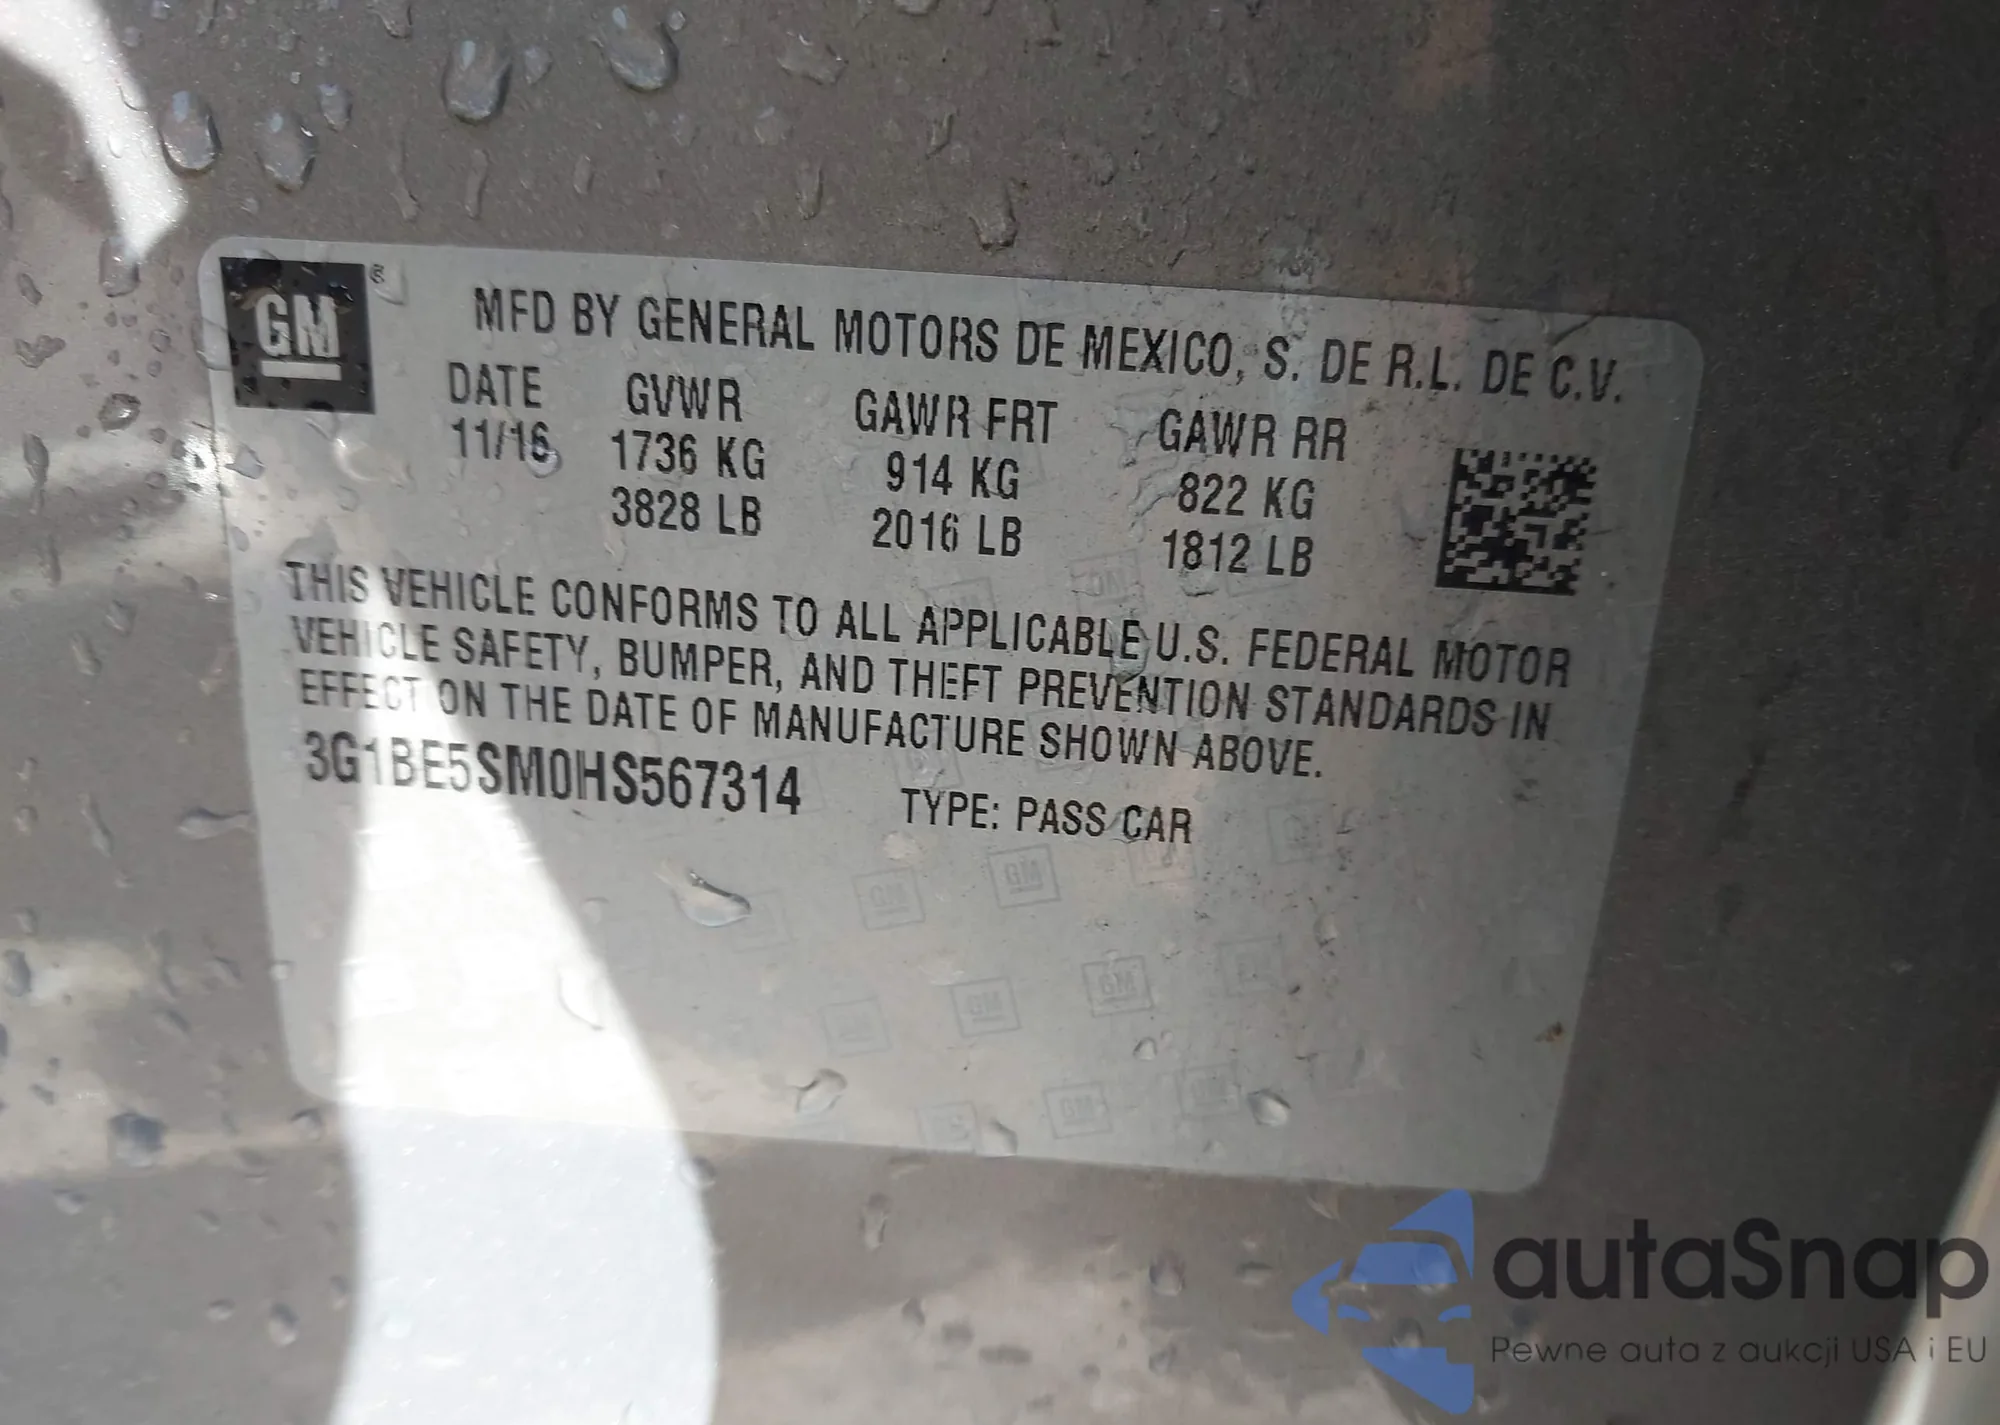 GM ®
MFD BY GENERAL MOTORS DE MEXICO, S. DE R.L. DE C.V.
DATE GVWR GAWR FRT GAWR RR
11/16 1736 KG 914 KG 822 KG
3828 LB 2016 LB 1812 LB
THIS VEHICLE CONFORMS TO ALL APPLICABLE U.S. FEDERAL MOTOR
VEHICLE SAFETY, BUMPER, AND THEFT PREVENTION STANDARDS IN
EFFECT ON THE DATE OF MANUFACTURE SHOWN ABOVE.
3G1BE5SM0HS567314 TYPE: PASS CAR
autaSnap
Pewne auta z aukcji USA i EU